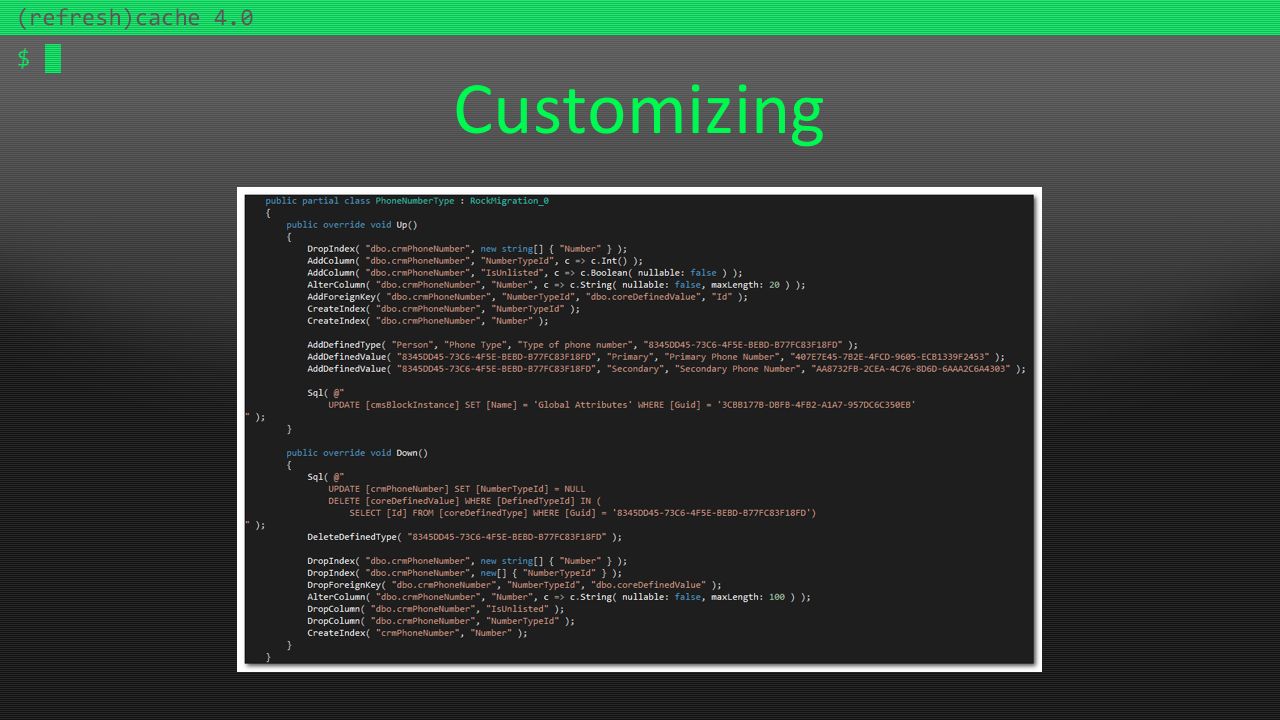 (refresh)cache 4.0
$
Customizing
public partial class PhoneNumberType : RockMigration_0
{
public override void Up()
{
DropIndex( "dbo.crmPhoneNumber", new string[] { "Number" } );
AddColumn( "dbo.crmPhoneNumber", "NumberTypeId", c => c.Int() );
AddColumn( "dbo.crmPhoneNumber", "IsUnlisted", c => c.Boolean( nullable: false ) );
AlterColumn( "dbo.crmPhoneNumber", "Number", c => c.String( nullable: false, maxLength: 20 ) );
AddForeignKey( "dbo.crmPhoneNumber", "NumberTypeId", "dbo.coreDefinedValue", "Id" );
CreateIndex( "dbo.crmPhoneNumber", "NumberTypeId" );
CreateIndex( "dbo.crmPhoneNumber", "Number" );
AddDefinedType( "Person", "Phone Type", "Type of phone number", "8345DD45-73C6-4F5E-BEBD-B77FC83F18FD" );
AddDefinedValue( "8345DD45-73C6-4F5E-BEBD-B77FC83F18FD", "Primary", "Primary Phone Number", "407E7E45-7B2E-4FCD-9605-ECB1339F2453" );
AddDefinedValue( "8345DD45-73C6-4F5E-BEBD-B77FC83F18FD", "Secondary", "Secondary Phone Number", "AA8732FB-2CEA-4C76-8D6D-6AAA2C6A4303" );
Sql( @"
UPDATE [cmsBlockInstance] SET [Name] = 'Global Attributes' WHERE [Guid] = '3CBB177B-DBFB-4FB2-A1A7-957DC6C350EB'
" );
}
public override void Down()
{
Sql( @"
UPDATE [crmPhoneNumber] SET [NumberTypeId] = NULL
DELETE [coreDefinedValue] WHERE [DefinedTypeId] IN (
SELECT [Id] FROM [coreDefinedType] WHERE [Guid] = '8345DD45-73C6-4F5E-BEBD-B77FC83F18FD')
" );
DeleteDefinedType( "8345DD45-73C6-4F5E-BEBD-B77FC83F18FD" );
DropIndex( "dbo.crmPhoneNumber", new string[] { "Number" } );
DropIndex( "dbo.crmPhoneNumber", new[] { "NumberTypeId" } );
DropForeignKey( "dbo.crmPhoneNumber", "NumberTypeId", "dbo.coreDefinedValue" );
AlterColumn( "dbo.crmPhoneNumber", "Number", c => c.String( nullable: false, maxLength: 100 ) );
DropColumn( "dbo.crmPhoneNumber", "IsUnlisted" );
DropColumn( "dbo.crmPhoneNumber", "NumberTypeId" );
CreateIndex( "crmPhoneNumber", "Number" );
}
}